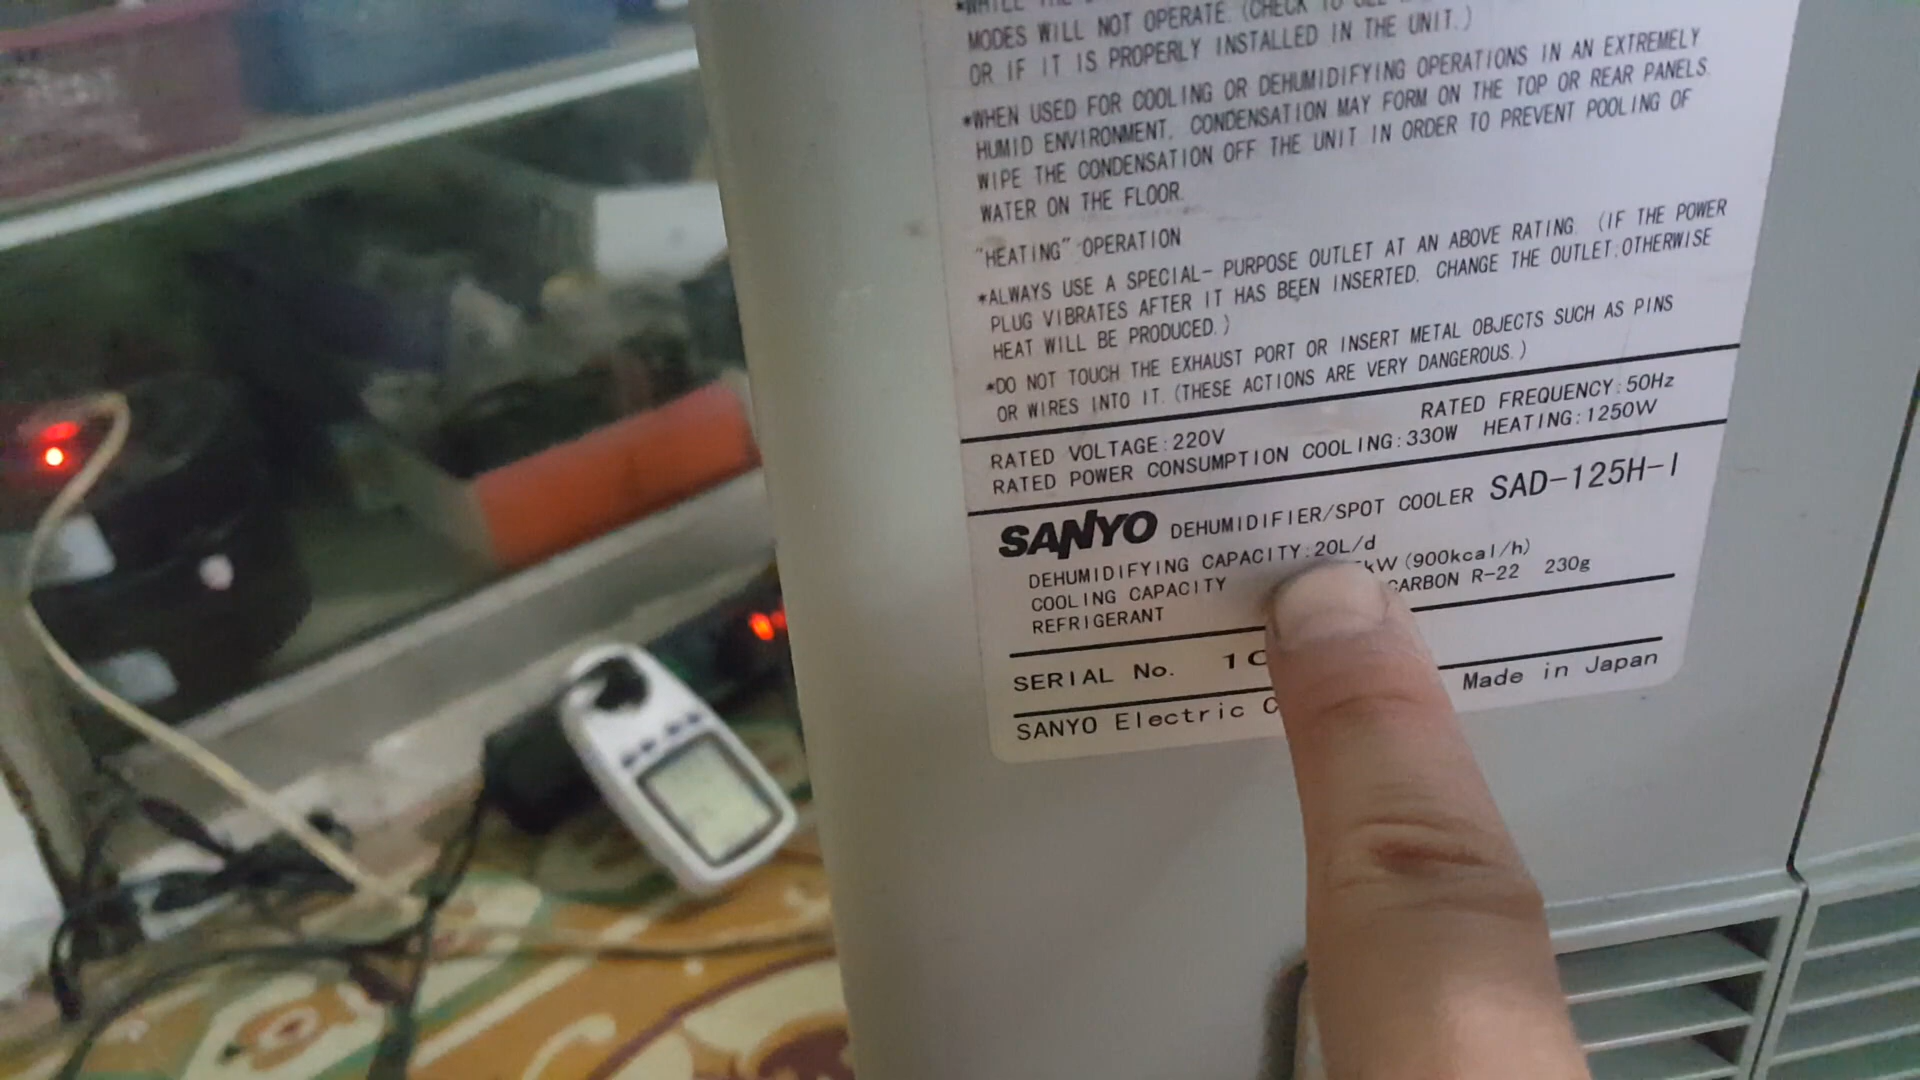 MODES WILL NOT OPERATE. (CHECK TO
OR IF IT IS PROPERLY INSTALLED IN THE UNIT.)
*WHEN USED FOR COOLING OR DEHUMIDIFYING OPERATIONS IN AN EXTREMELY
HUMID ENVIRONMENT, CONDENSATION MAY FORM ON THE TOP OR REAR PANELS.
WIPE THE CONDENSATION OFF THE UNIT IN ORDER TO PREVENT POOLING OF
WATER ON THE FLOOR.
"HEATING" OPERATION
*ALWAYS USE A SPECIAL- PURPOSE OUTLET AT AN ABOVE RATING. (IF THE POWER
PLUG VIBRATES AFTER IT HAS BEEN INSERTED, CHANGE THE OUTLET;OTHERWISE
HEAT WILL BE PRODUCED.)
*DO NOT TOUCH THE EXHAUST PORT OR INSERT METAL OBJECTS SUCH AS PINS
OR WIRES INTO IT. (THESE ACTIONS ARE VERY DANGEROUS.)
RATED VOLTAGE:220V RATED FREQUENCY:50Hz
RATED POWER CONSUMPTION COOLING:330W HEATING:1250W
SANYO DEHUMIDIFIER/SPOT COOLER SAD-125H-I
DEHUMIDIFYING CAPACITY:20L/d
COOLING CAPACITY kW (900kcal/h)
REFRIGERANT CARBON R-22 230g
SERIAL No. 10
Made in Japan
SANYO Electric